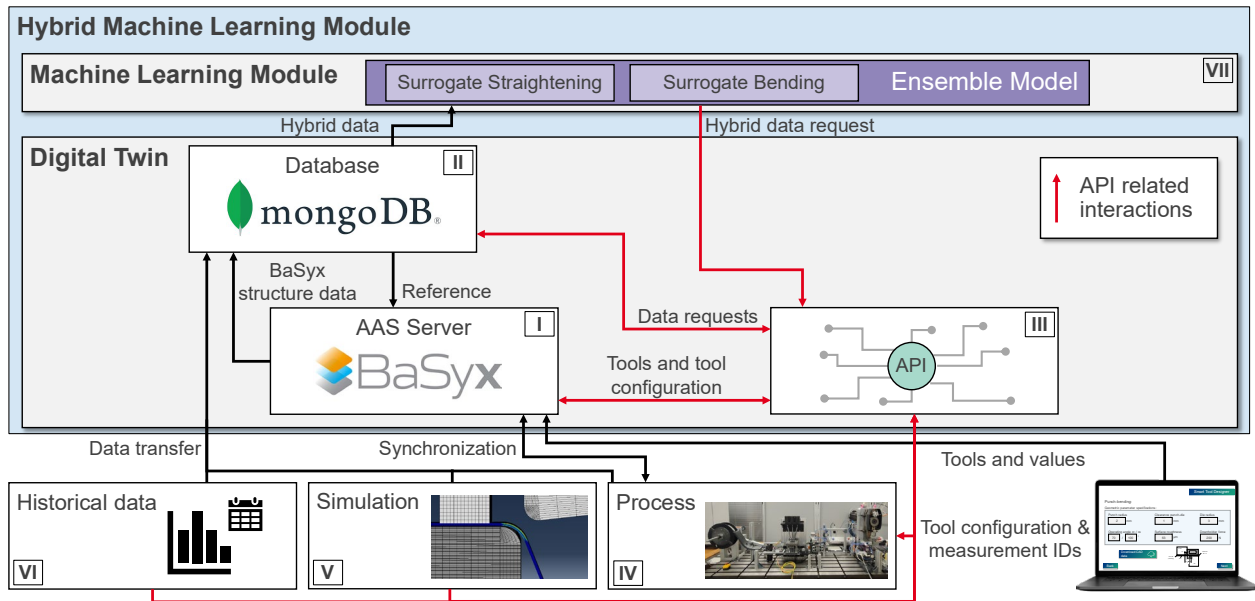 Hybrid Machine Learning Module
Machine Learning Module
Surrogate Straightening
Surrogate Bending
Ensemble Model
VII
Hybrid data
Hybrid data request
Digital Twin
Database
II
mongoDB®
API related
interactions
BaSyx
structure data
Reference
Data requests
AAS Server
I
BaSyx
Tools and tool
configuration
III
API
Data transfer
Synchronization
Tools and values
Historical data
VI
Simulation
V
Process
IV
Tool configuration &
measurement IDs
Smart Tool Designer